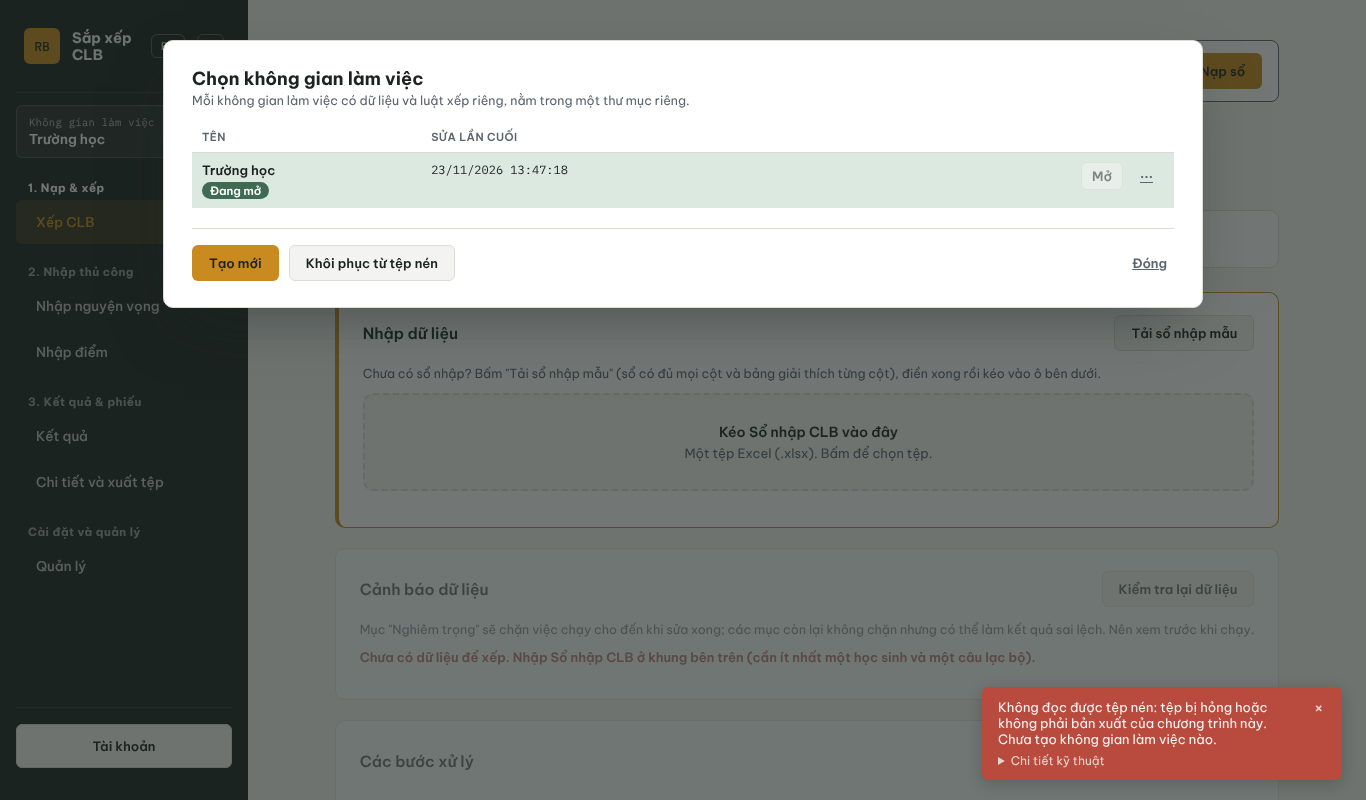 RB
Sắp xếp
CLB
Không gian làm việc
Trường học
1. Nạp & xếp
Xếp CLB
2. Nhập thủ công
Nhập nguyện vọng
Nhập điểm
3. Kết quả & phiếu
Kết quả
Chi tiết và xuất tệp
Cài đặt và quản lý
Quản lý
Tài khoản
Chọn không gian làm việc
Mỗi không gian làm việc có dữ liệu và luật xếp riêng, nằm trong một thư mục riêng.
TÊN
SỬA LẦN CUỐI
Trường học
Đang mở
23/11/2026 13:47:18
Mở
...
Tạo mới
Khôi phục từ tệp nén
Đóng
Nạp sổ
Nhập dữ liệu
Tải sổ nhập mẫu
Chưa có sổ nhập? Bấm "Tải sổ nhập mẫu" (sổ có đủ mọi cột và bảng giải thích từng cột), điền xong rồi kéo vào ô bên dưới.
Kéo Sổ nhập CLB vào đây
Một tệp Excel (.xlsx). Bấm để chọn tệp.
Cảnh báo dữ liệu
Kiểm tra lại dữ liệu
Mục "Nghiêm trọng" sẽ chặn việc chạy cho đến khi sửa xong; các mục còn lại không chặn nhưng có thể làm kết quả sai lệch. Nên xem trước khi chạy.
Chưa có dữ liệu để xếp. Nhập Sổ nhập CLB ở khung bên trên (cần ít nhất một học sinh và một câu lạc bộ).
Các bước xử lý
Không đọc được tệp nén: tệp bị hỏng hoặc
không phải bản xuất của chương trình này.
Chưa tạo không gian làm việc nào.
Chi tiết kỹ thuật
×